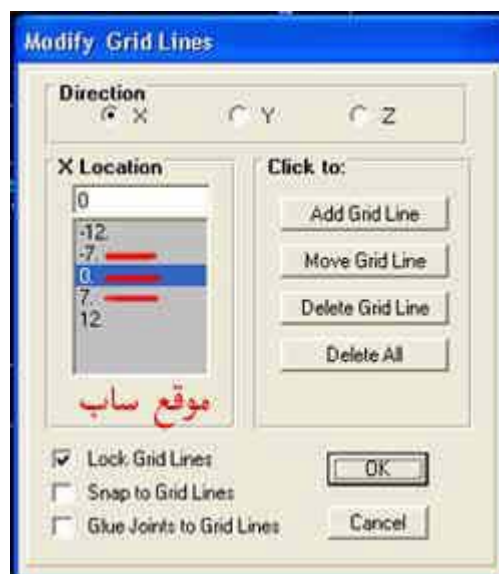 Modify Grid Lines
Direction
X Y Z
X Location
0
-12.
-7.
0.
7.
12.
موقع ساب
Click to:
Add Grid Line
Move Grid Line
Delete Grid Line
Delete All
Lock Grid Lines
Snap to Grid Lines
Glue Joints to Grid Lines
OK
Cancel